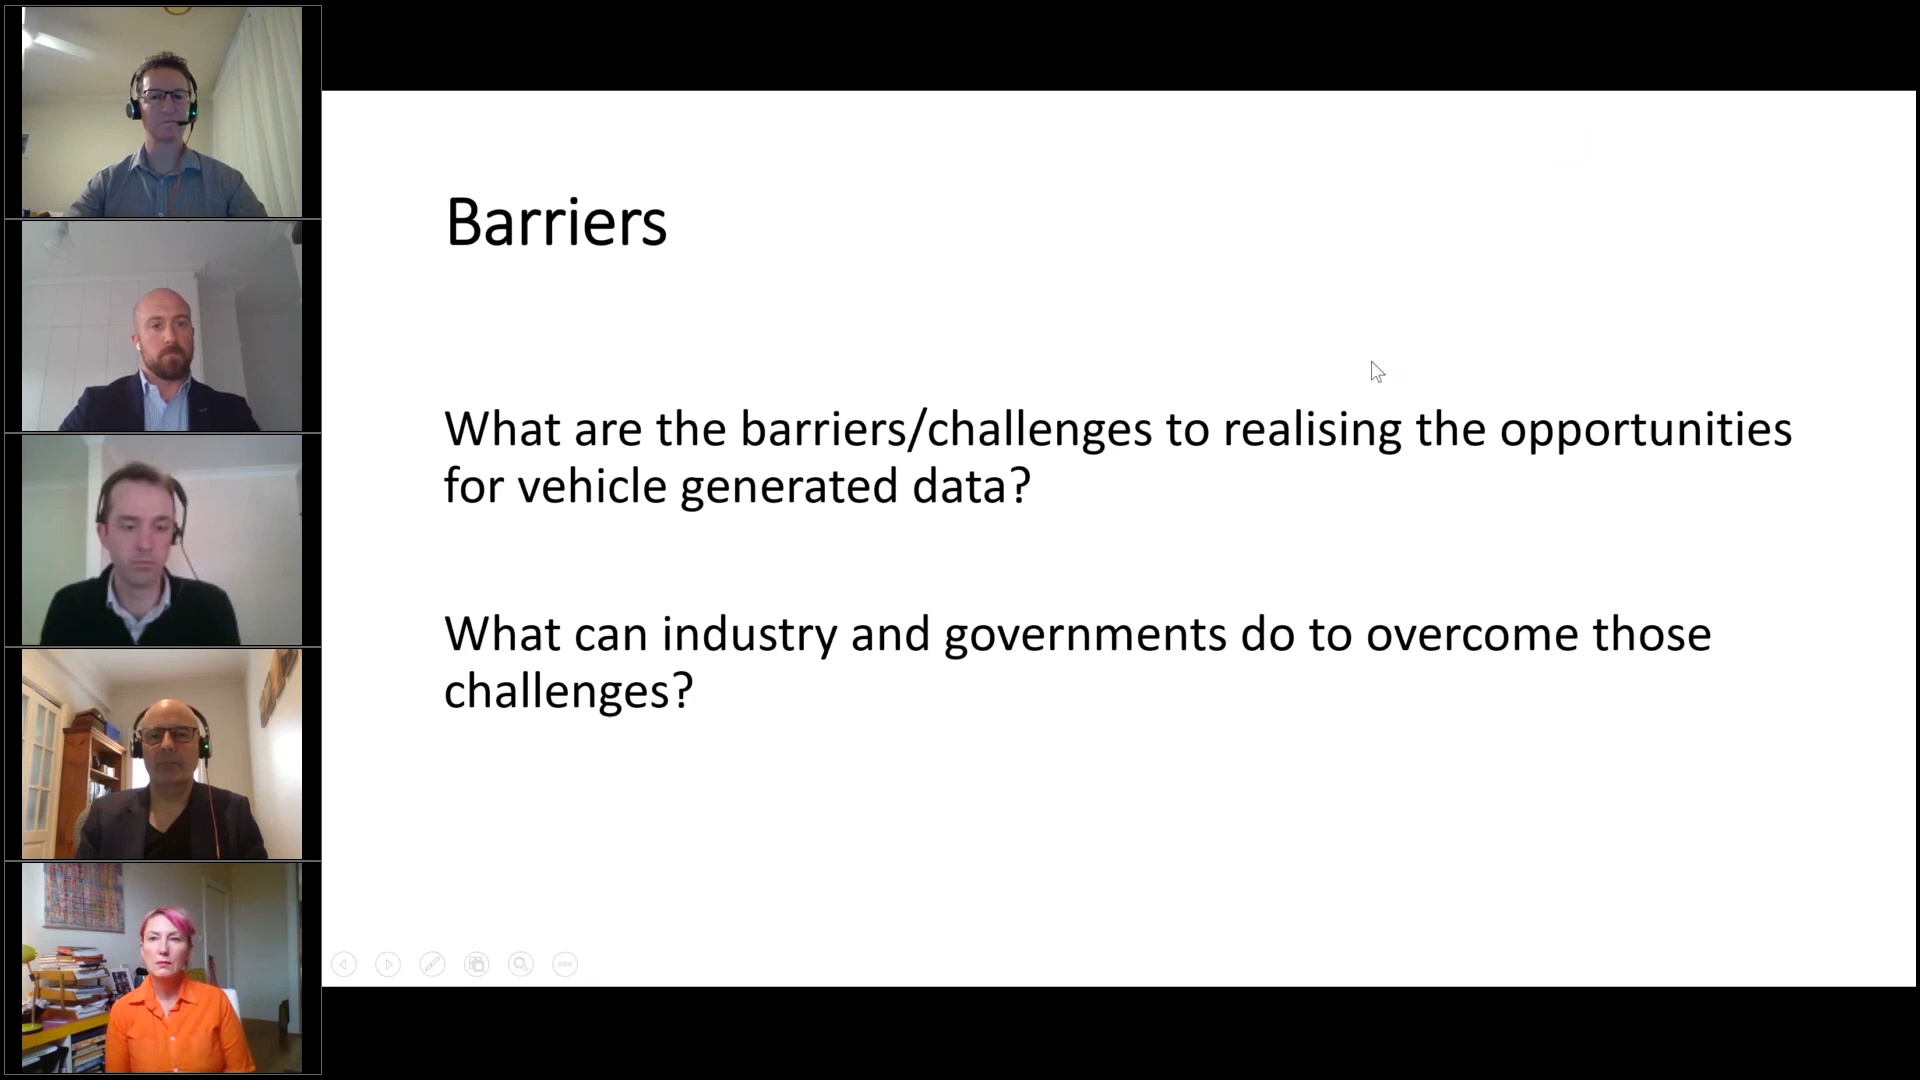 Barriers
What are the barriers/challenges to realising the opportunities
for vehicle generated data?
What can industry and governments do to overcome those
challenges?